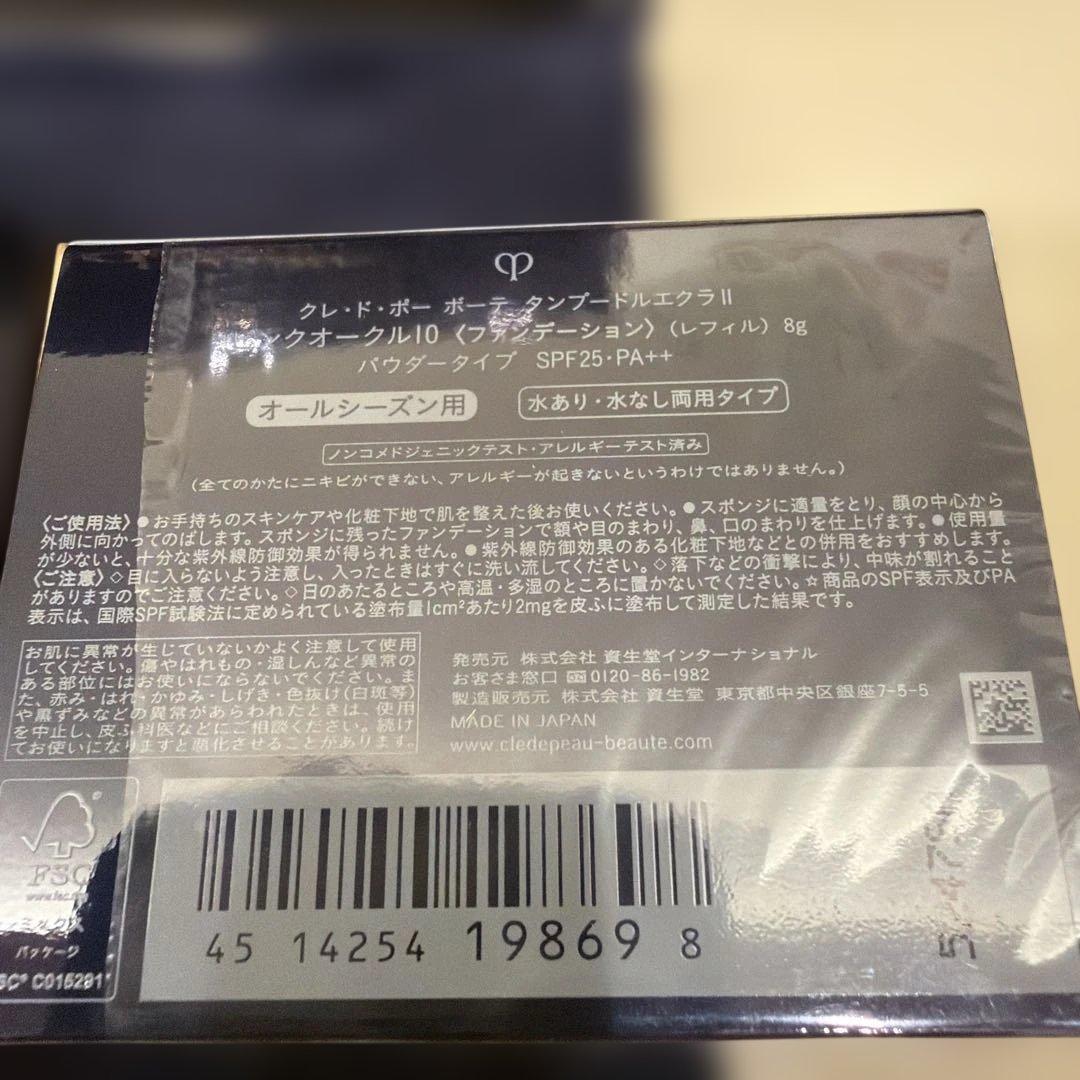 クレ・ド・ポー ボーテ タンブードルエクラⅡ
ンクオークル10〈ファンデーション〉(レフィル) 8g
パウダータイプ SPF25・PA++
オールシーズン用
水あり・水なし両用タイプ
ノンコメドジェニックテスト・アレルギーテスト済み
(全てのかたにニキビができない、アレルギーが起きないというわけではありません。)
〈ご使用法〉●お手持ちのスキンケアや化粧下地で肌を整えた後お使いください。●スポンジに適量をとり、顔の中心から
外側に向かってのばします。スポンジに残ったファンデーションで額や目のまわり、鼻、口のまわりを仕上げます。●使用量
が少ないと、十分な紫外線防御効果が得られません。●紫外線防御効果のある化粧下地などとの併用をおすすめします。
〈ご注意〉◇目に入らないよう注意し、入ったときはすぐに洗い流してください。◇落下などの衝撃により、中味が割れること
がありますのでご注意ください。◇日のあたるところや高温・多湿のところに置かないでください。☆商品のSPF表示及びPA
表示は、国際SPF試験法に定められている塗布量1cm²あたり2mgを皮ふに塗布して測定した結果です。
お肌に異常が生じていないかよく注意して使用
してください。傷やはれもの・湿しんなど異常の
ある部位にはお使いにならないでください。ま
た、赤み・はれ・かゆみ・しげき・色抜け(白斑等)
や黒ずみなどの異常があらわれたときは、使用
を中止し、皮ふ科医などにご相談ください。続け
てお使いになりますと悪化させることがあります。
発売元 株式会社 資生堂インターナショナル
お客さま窓口 0120-86-1982
製造販売元 株式会社 資生堂 東京都中央区銀座7-5-5
MADE IN JAPAN
www.cledepeau-beaute.com
FSC
www.fsc.org
ミックス
パッケージ
SC® C015291
45 14254 19869 8